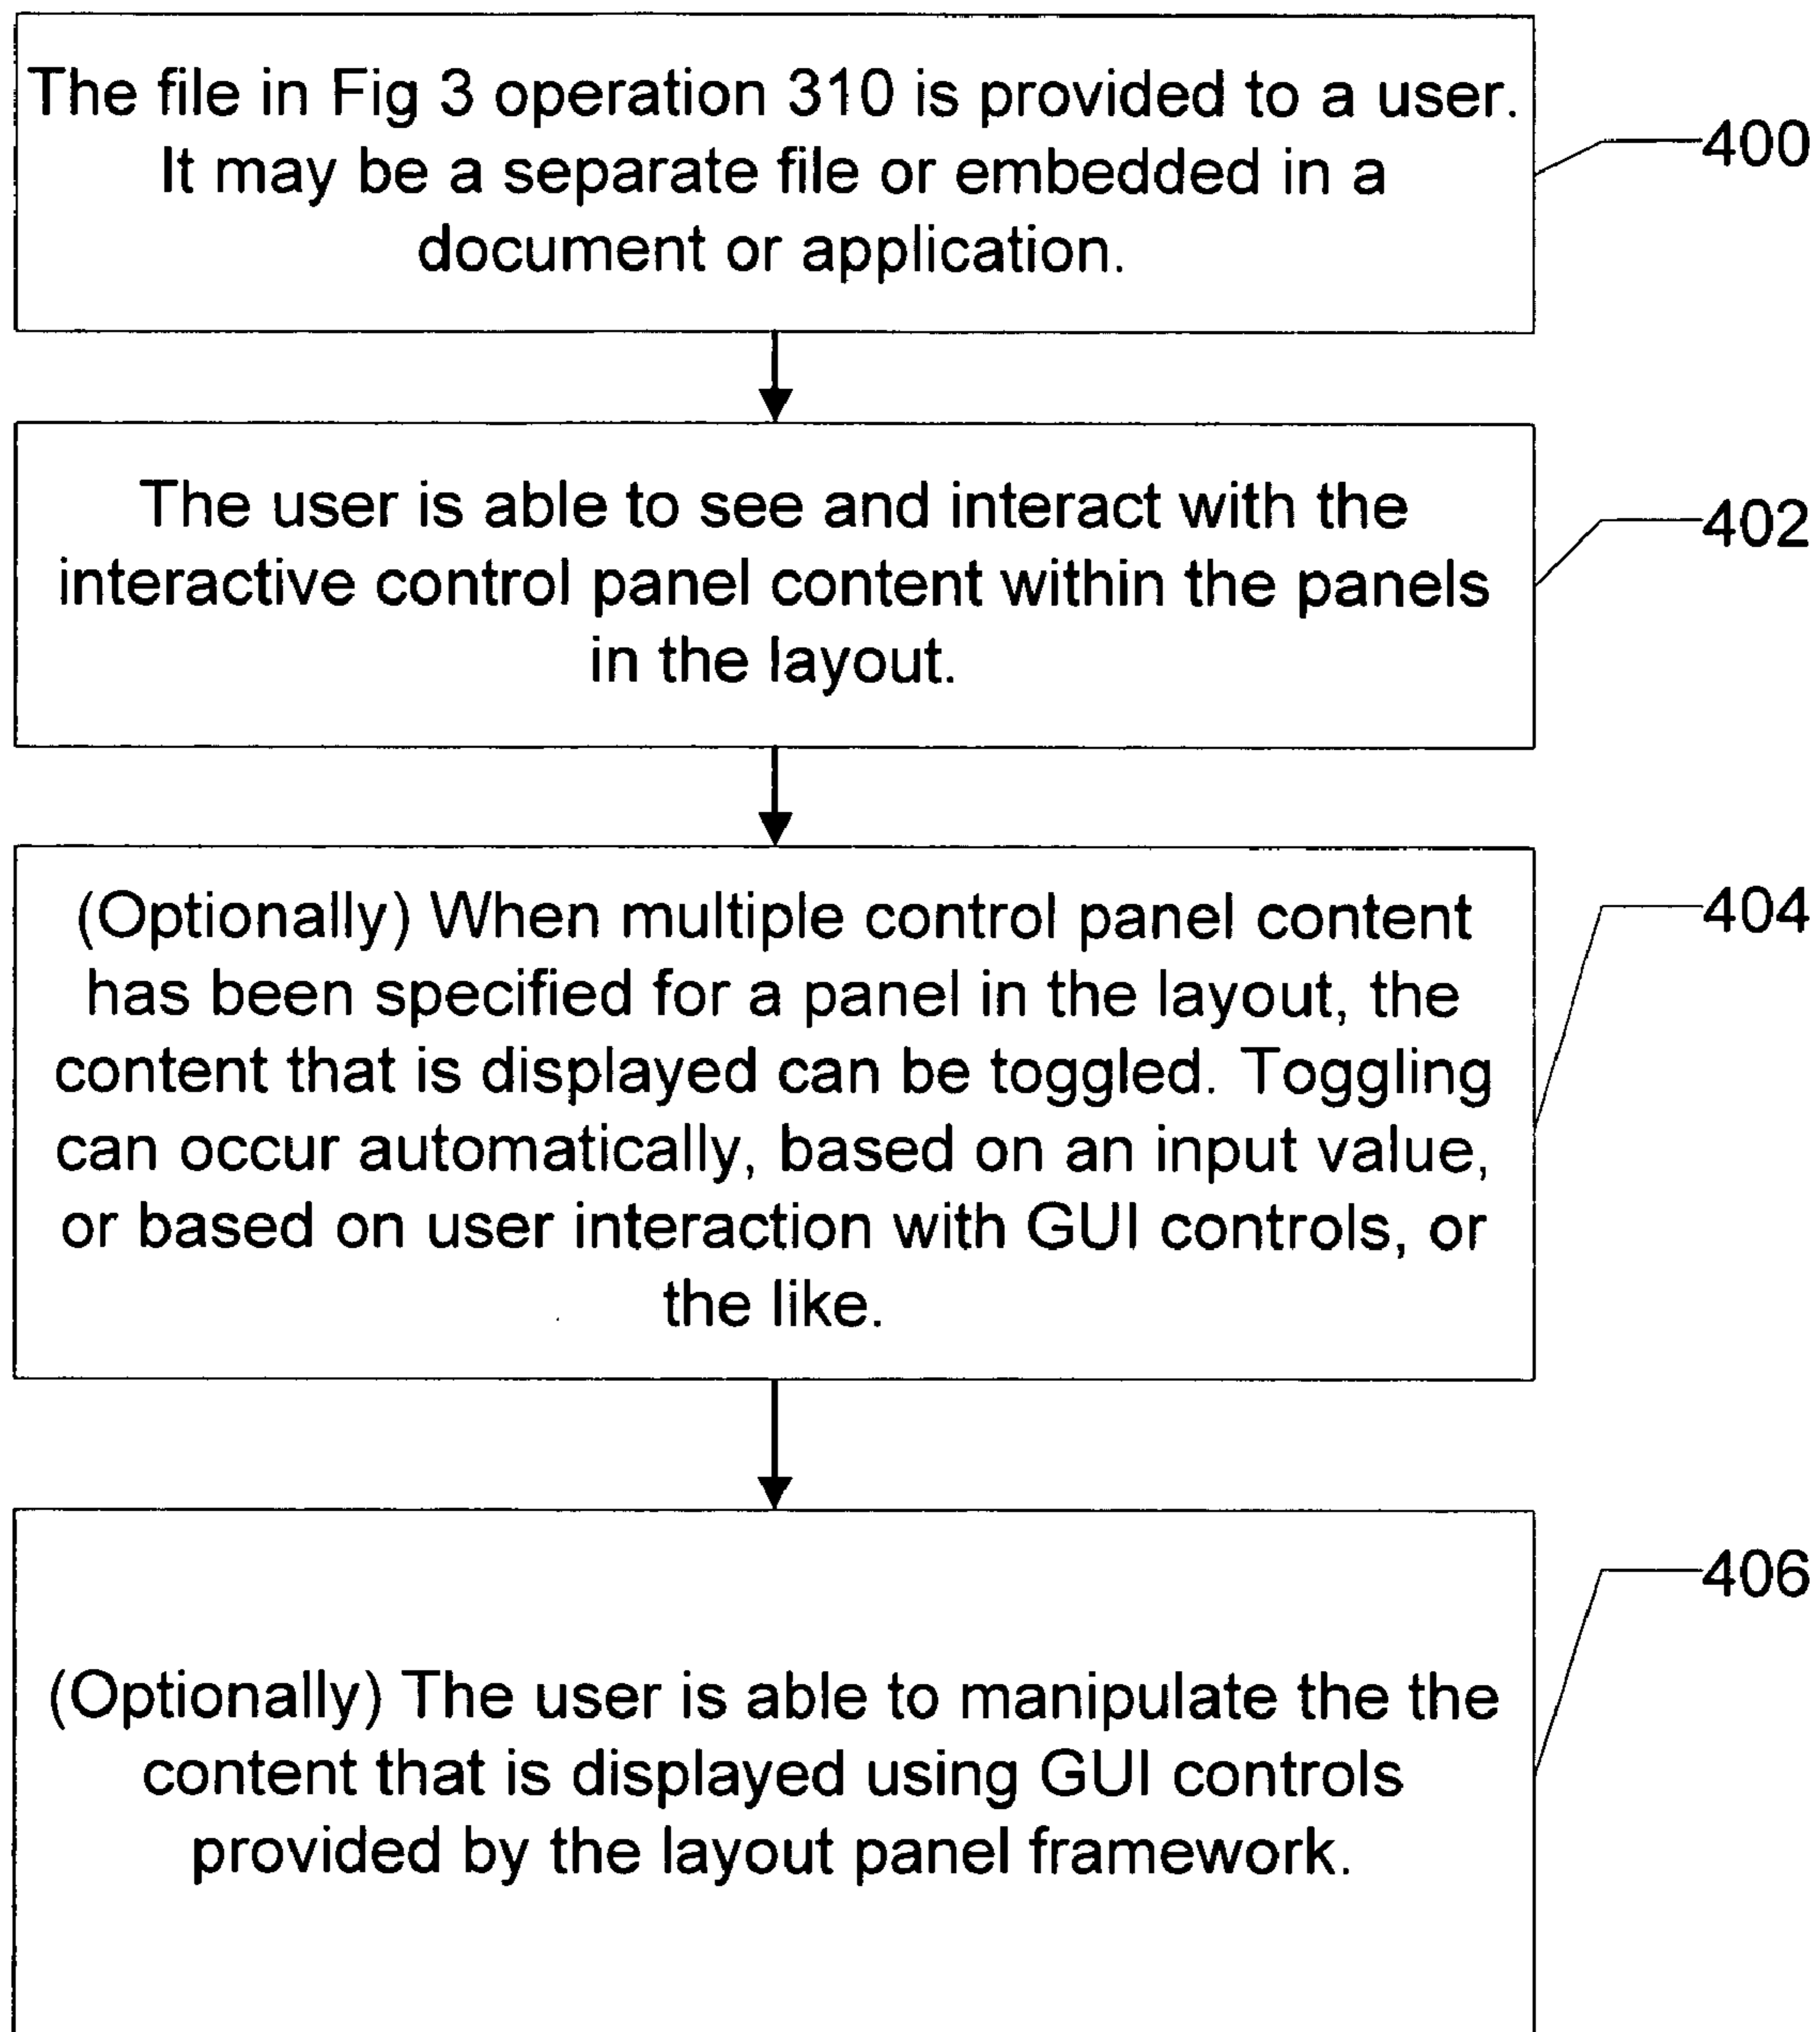 The file in Fig 3 operation 310 is provided to a user.
It may be a separate file or embedded in a
document or application.
400
The user is able to see and interact with the
interactive control panel content within the panels
in the layout.
402
(Optionally) When multiple control panel content
has been specified for a panel in the layout, the
content that is displayed can be toggled. Toggling
can occur automatically, based on an input value,
or based on user interaction with GUI controls, or
the like.
404
(Optionally) The user is able to manipulate the the
content that is displayed using GUI controls
provided by the layout panel framework.
406